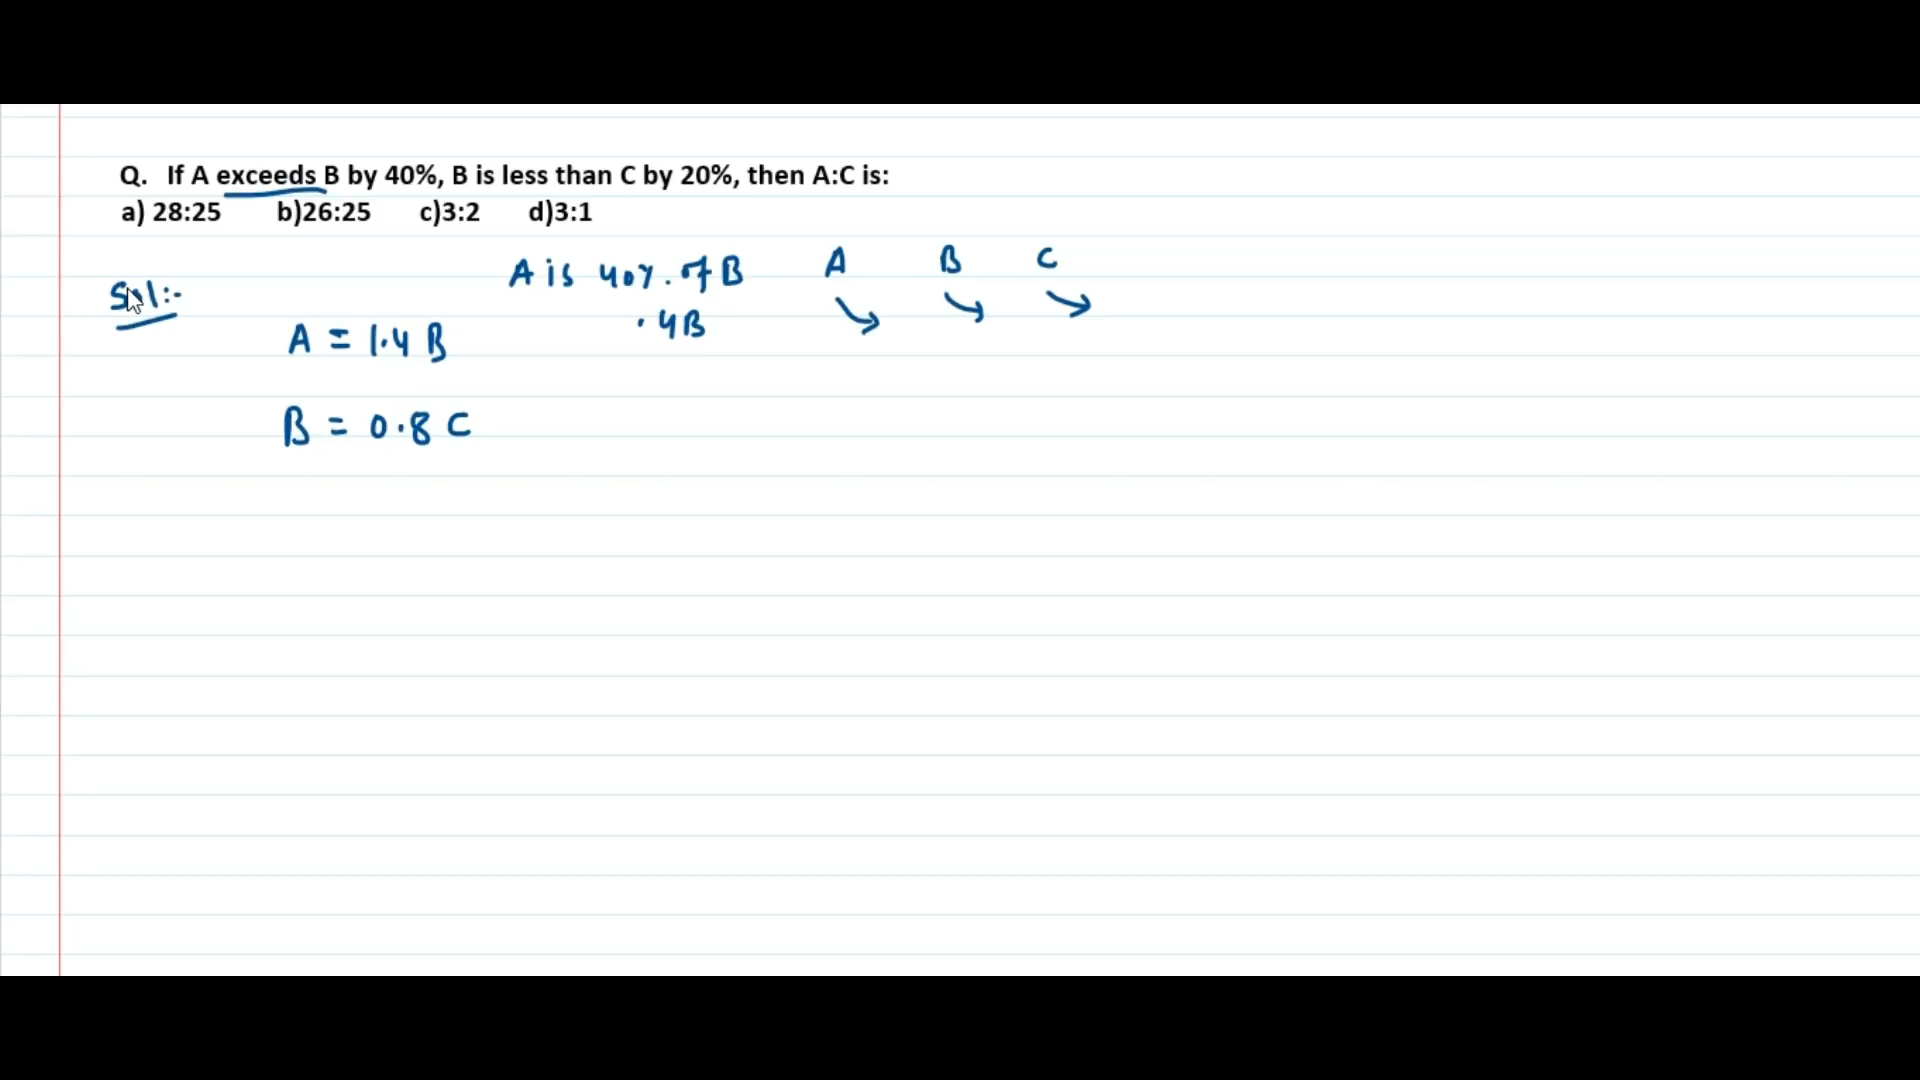 Q. If A exceeds B by 40%, B is less than C by 20%, then A:C is:
a) 28:25 b)26:25 c)3:2 d)3:1
Sol:-
A is 40%. of B
.4B
A B C
A = 1.4 B
B = 0.8 C